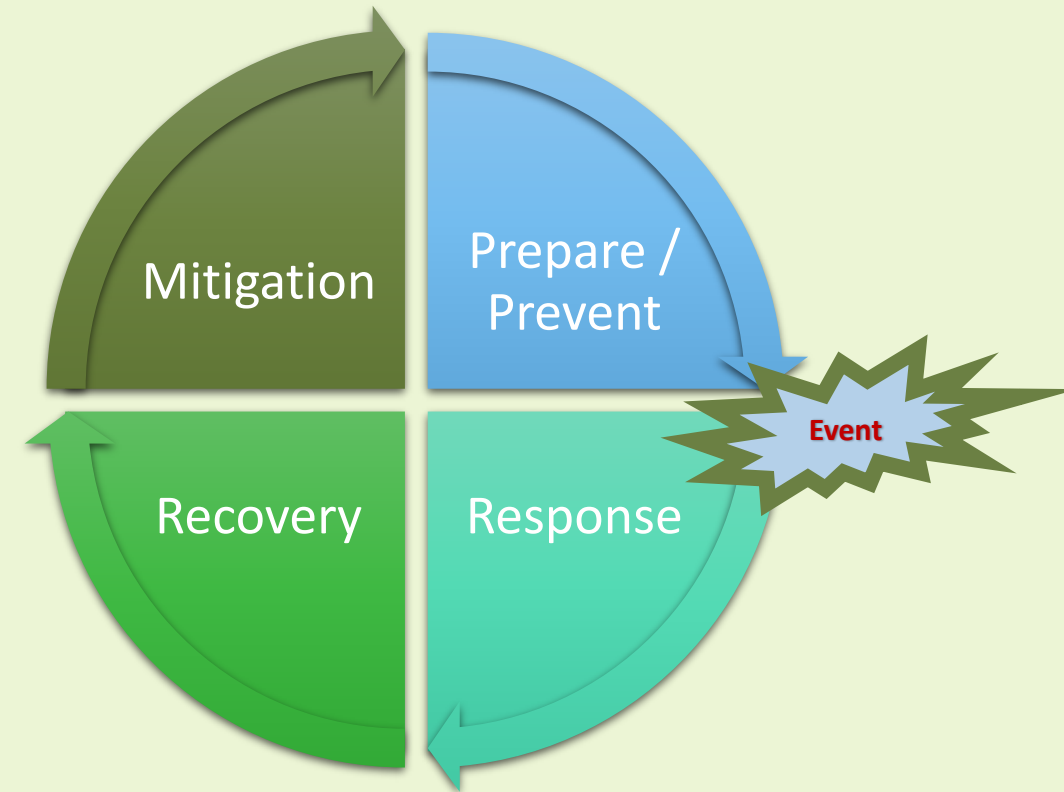 Mitigation
Prepare /
Prevent
Event
Recovery
Response